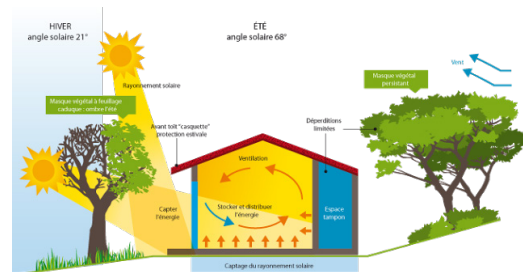 HIVER
angle solaire 21°
ÉTÉ
angle solaire 68°
Vent
Masque végétal
persistant
Rayonnement solaire
Masque végétal à feuillage
caduque : ombre l'été
Avant toit "casquette"
protection estivale
Déperditions
limitées
Ventilation
Capter
l'énergie
Stocker et distribuer
l'énergie
Espace
tampon
Captage du rayonnement solaire